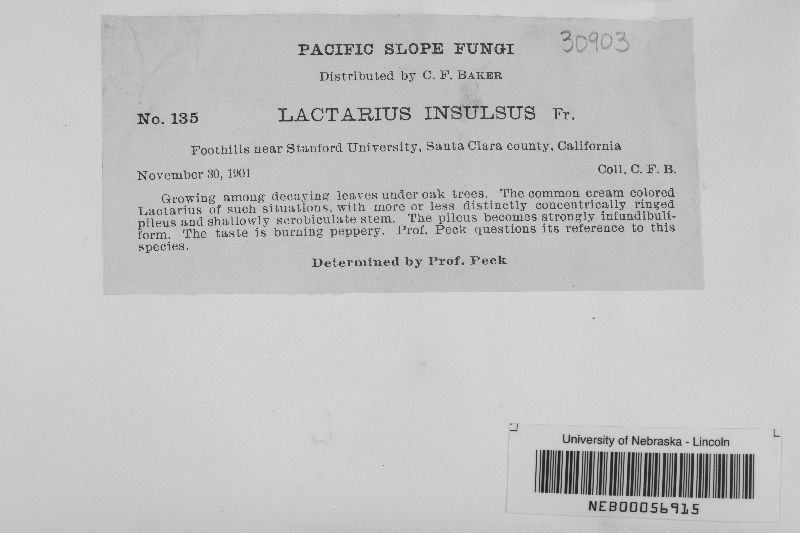 PACIFIC SLOPE FUNGI 30903
Distributed by C. F. BAKER
No. 135 LACTARIUS INSULSUS Fr.
Foothills near Stanford University, Santa Clara county, California
November 30, 1901 Coll. C. F. B.
Growing among decaying leaves under oak trees. The common cream colored
Lactarius of such situations, with more or less distinctly concentrically ringed
pileus and shallowly scrobiculate stem. The pileus becomes strongly infundibuli-
form. The taste is burning peppery. Prof. Peck questions its reference to this
species.
Determined by Prof. Peck
University of Nebraska - Lincoln
NEB00056915